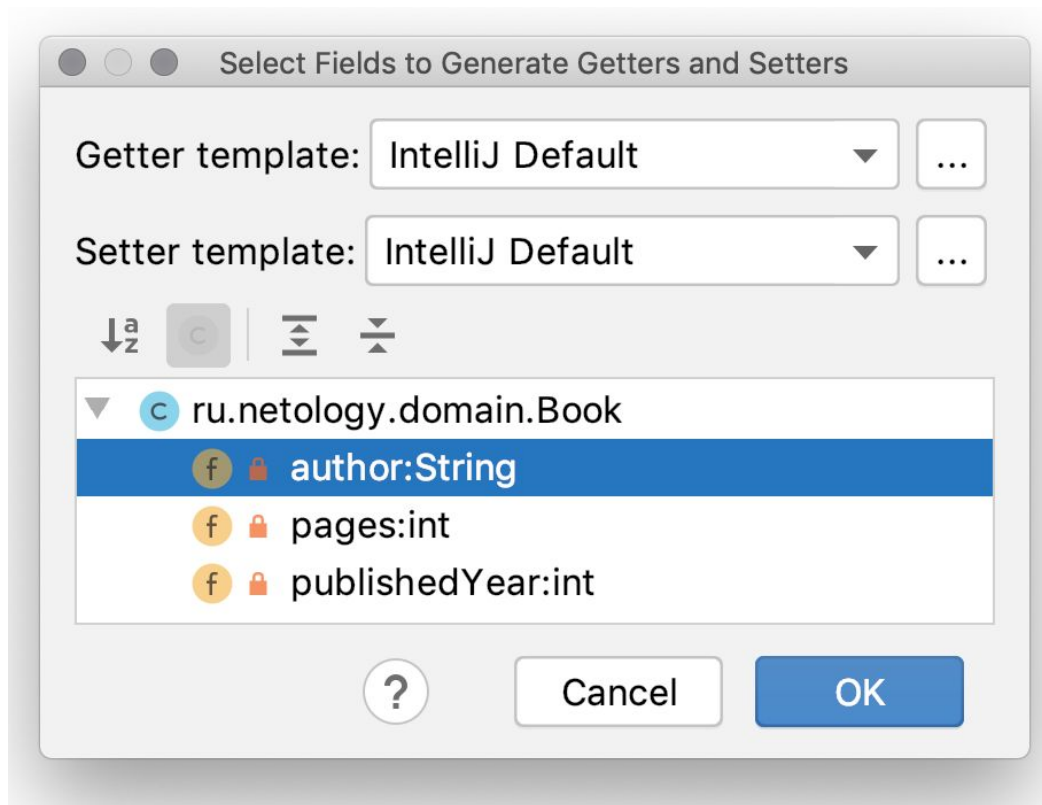 Select Fields to Generate Getters and Setters
Getter template: IntelliJ Default ...
Setter template: IntelliJ Default ...
a
z C
C ru.netology.domain.Book
f author:String
f pages:int
f publishedYear:int
? Cancel OK